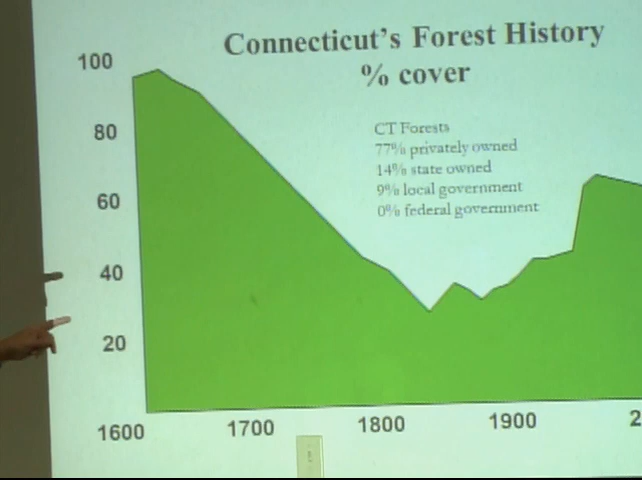 Connecticut's Forest History
% cover
100
80
60
40
20
CT Forests
77% privately owned
14% state owned
9% local government
0% federal government
1600 1700 1800 1900 2